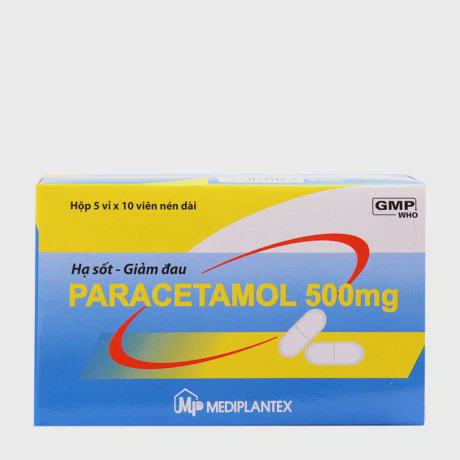 Hộp 5 vỉ x 10 viên nén dài
GMP
WHO
Hạ sốt - Giảm đau
PARACETAMOL 500mg
MP MEDIPLANTEX